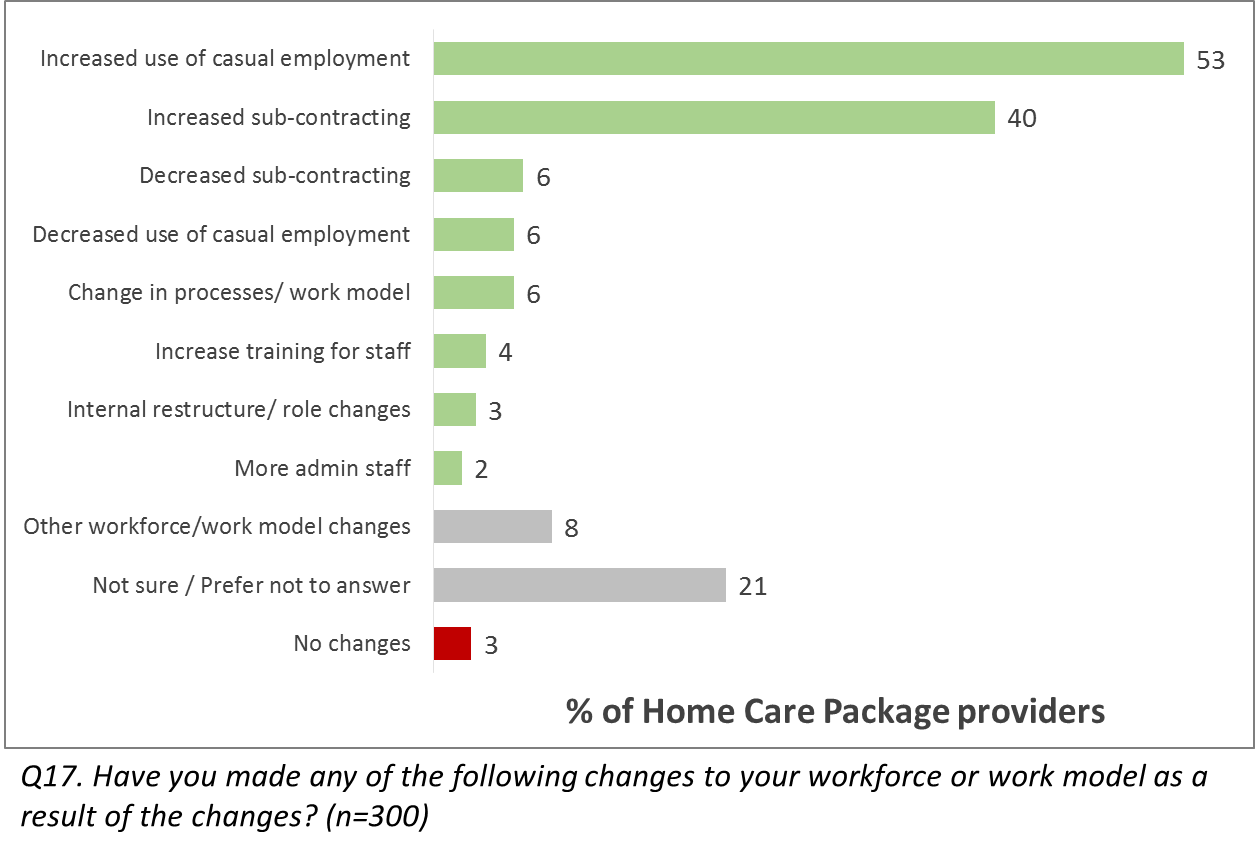 Increased use of casual employment 53
Increased sub-contracting 40
Decreased sub-contracting 6
Decreased use of casual employment 6
Change in processes/ work model 6
Increase training for staff 4
Internal restructure/ role changes 3
More admin staff 2
Other workforce/work model changes 8
Not sure / Prefer not to answer 21
No changes 3
% of Home Care Package providers
Q17. Have you made any of the following changes to your workforce or work model as a
result of the changes? (n=300)